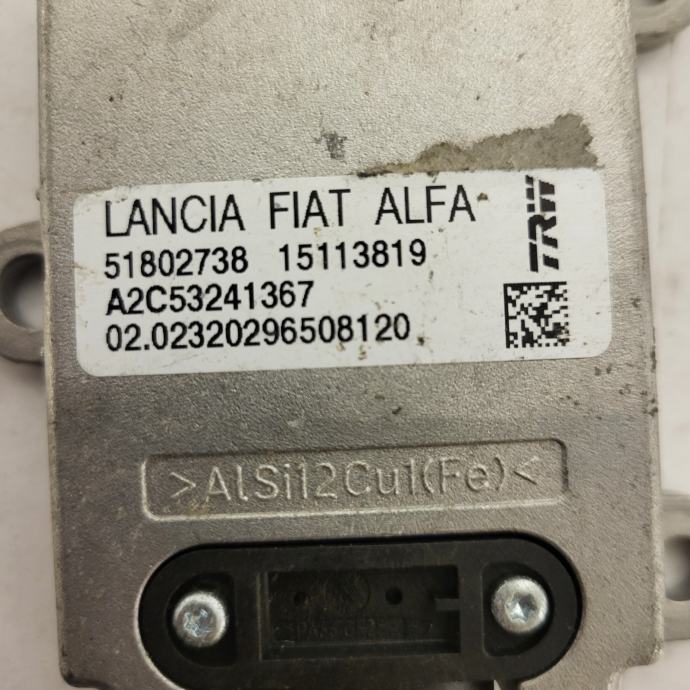 LANCIA FIAT ALFA
TRW
51802738 15113819
A2C53241367
02.02320296508120
>AlSi12Cu1(Fe)<